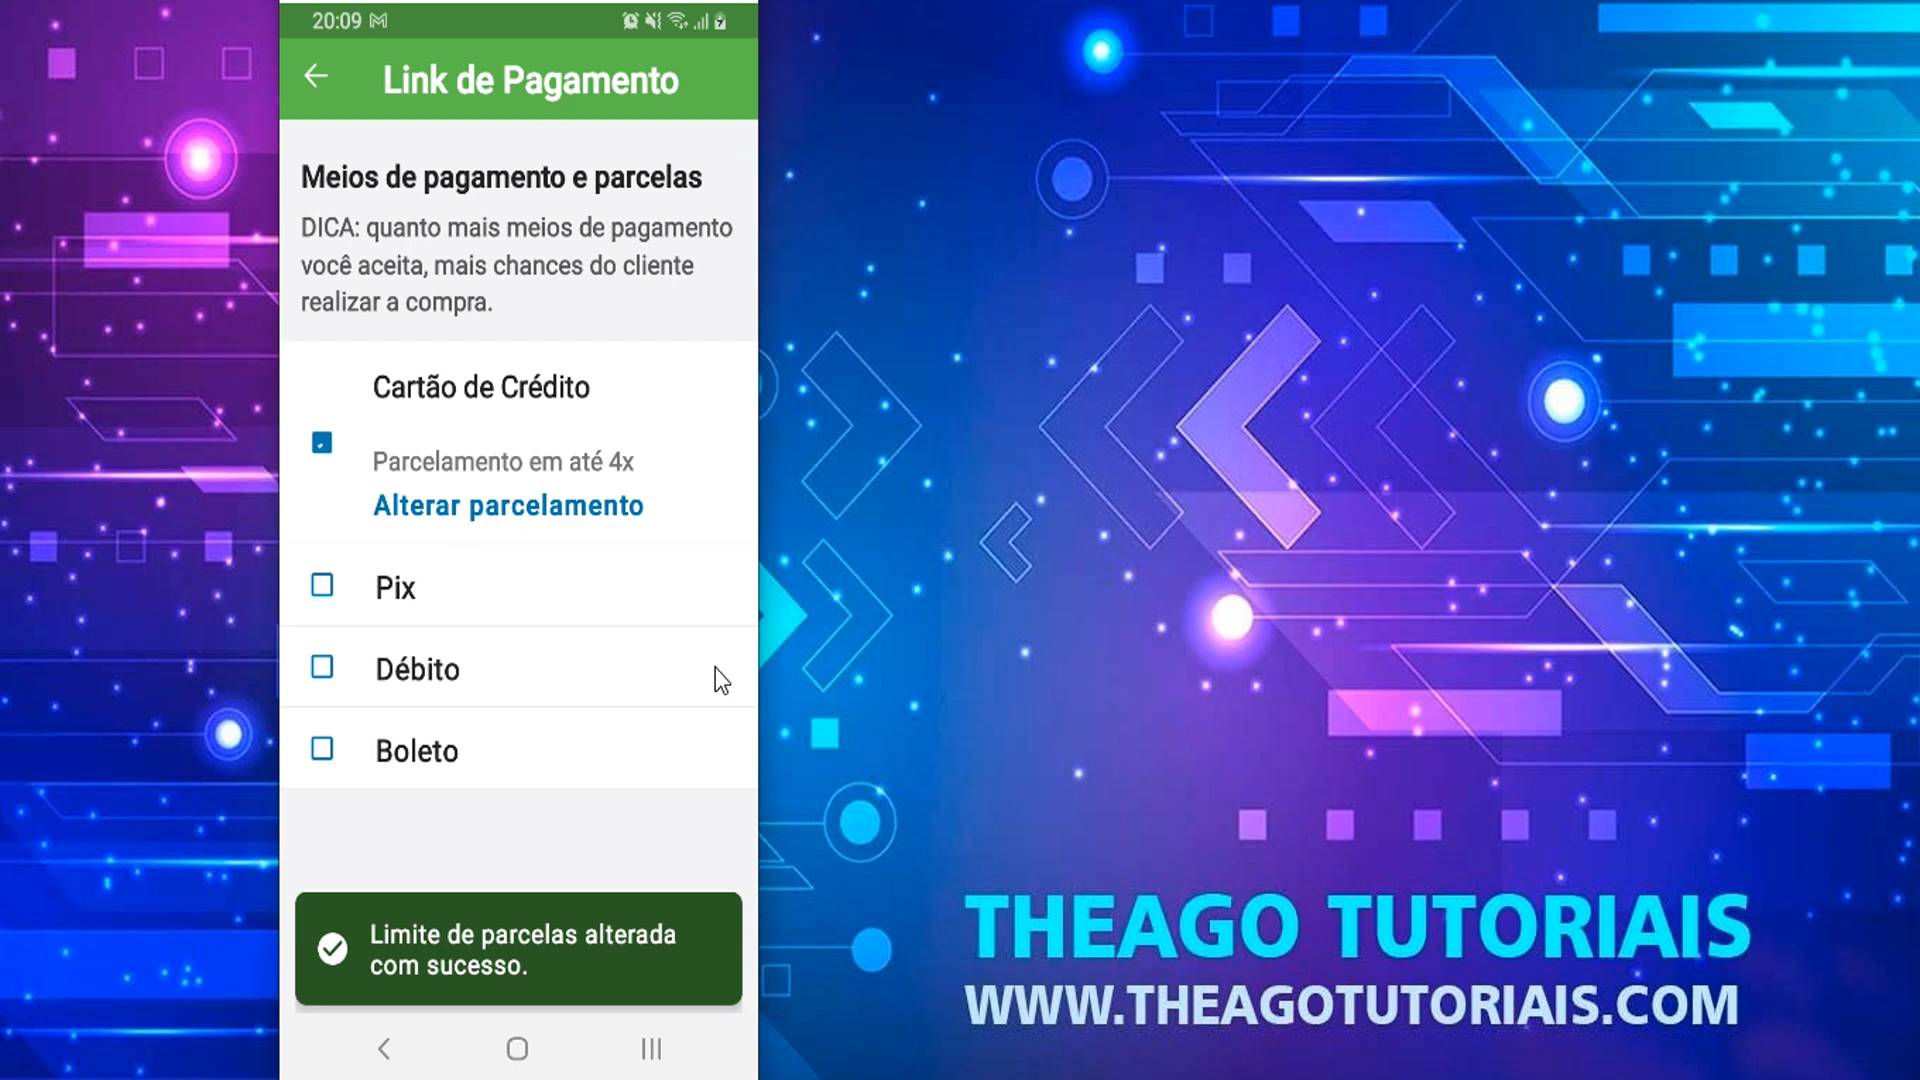 20:09
Link de Pagamento
Meios de pagamento e parcelas
DICA: quanto mais meios de pagamento
você aceita, mais chances do cliente
realizar a compra.
Cartão de Crédito
Parcelamento em até 4x
Alterar parcelamento
Pix
Débito
Boleto
Limite de parcelas alterada
com sucesso.
THEAGO TUTORIAIS
WWW.THEAGOTUTORIAIS.COM